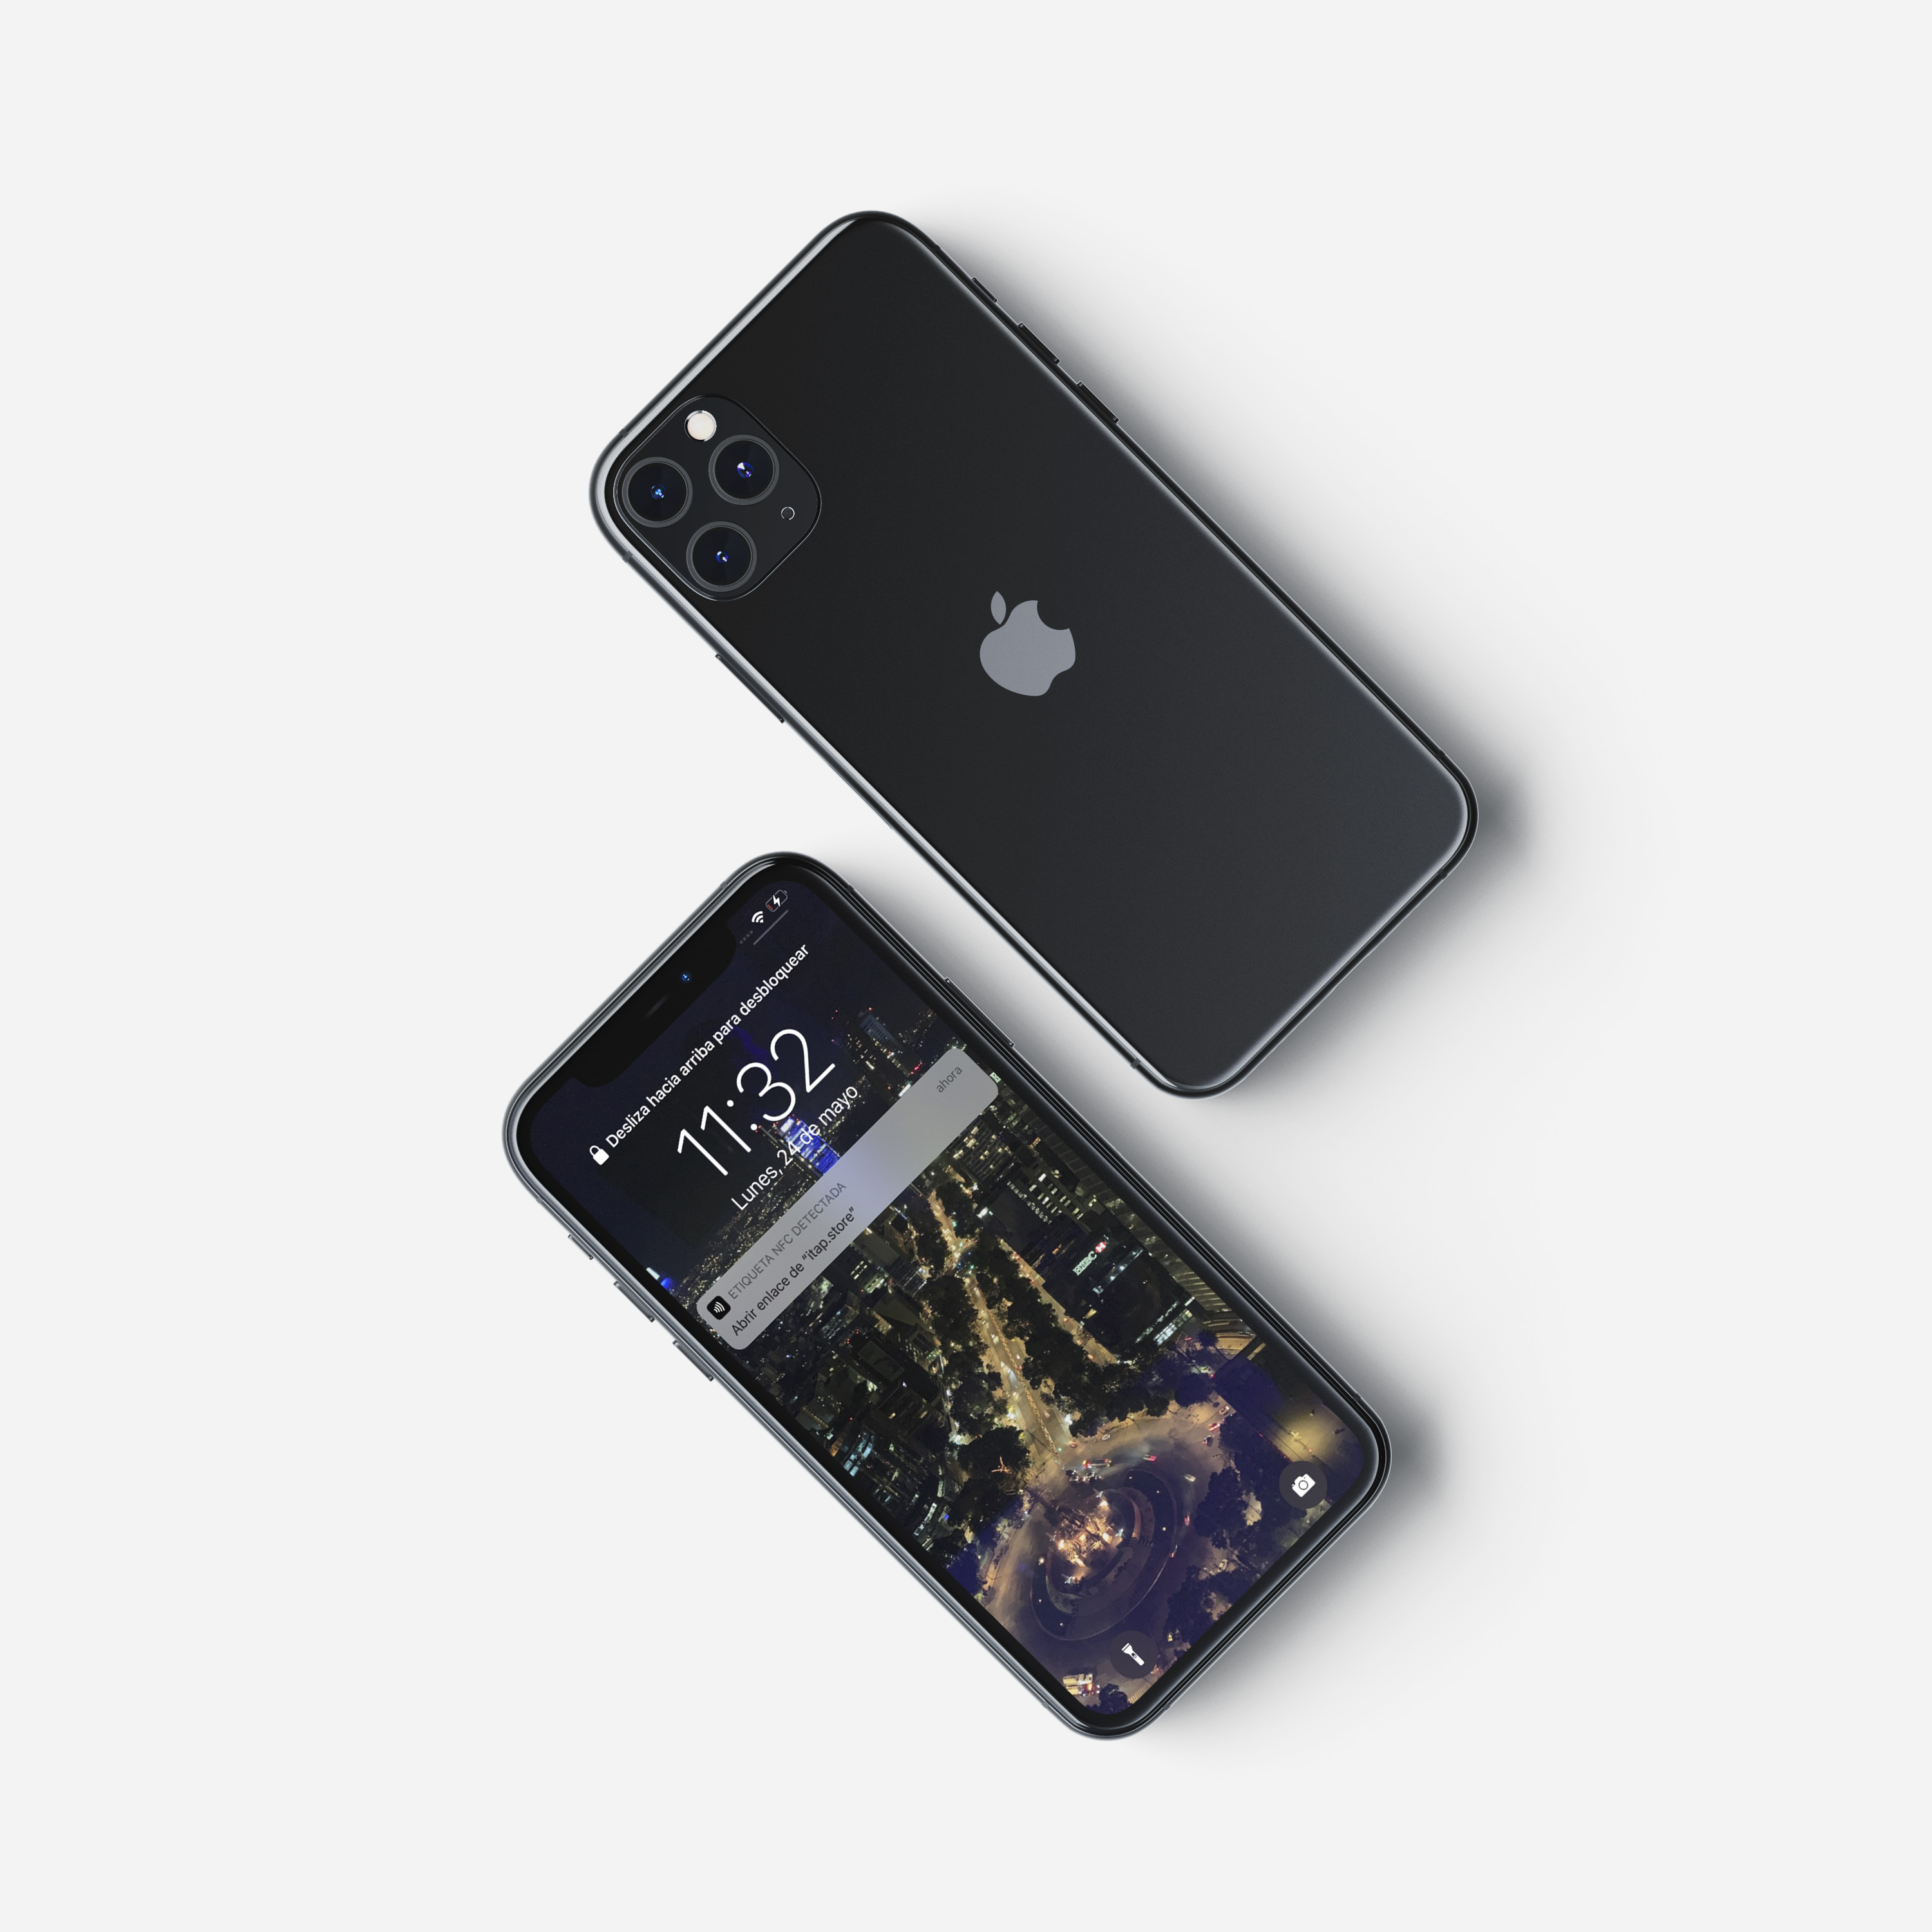 Desliza hacia arriba para desbloquear
11:32
Lunes, 24 de mayo
ETIQUETA NFC DETECTADA
ahora
Abrir enlace de “itap.store”